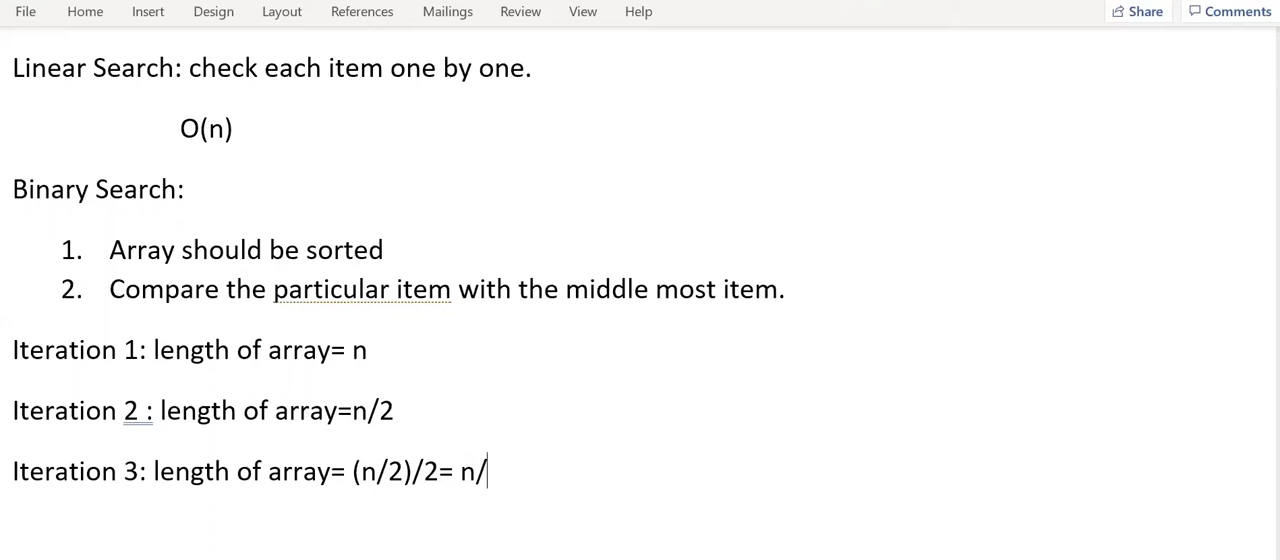 File Home Insert Design Layout References Mailings Review View Help Share Comments
Linear Search: check each item one by one.
O(n)
Binary Search:
1. Array should be sorted
2. Compare the particular item with the middle most item.
Iteration 1: length of array= n
Iteration 2 : length of array=n/2
Iteration 3: length of array= (n/2)/2= n/